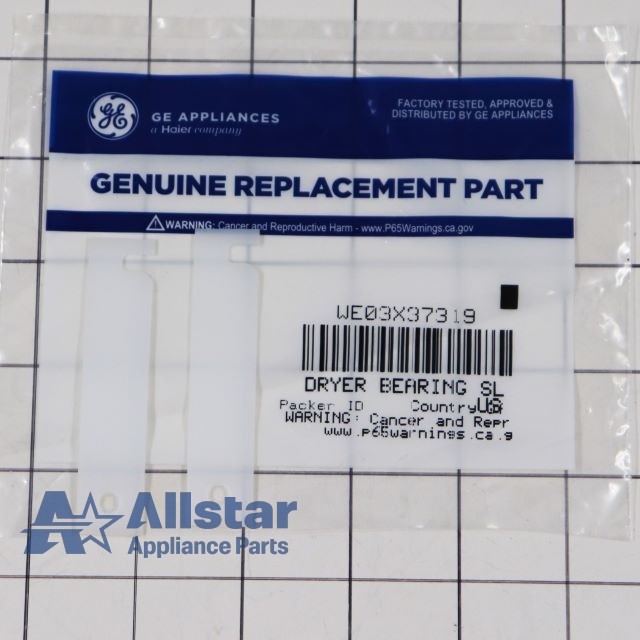 GE
GE APPLIANCES
a Haier company
FACTORY TESTED, APPROVED &
DISTRIBUTED BY GE APPLIANCES
GENUINE REPLACEMENT PART
WARNING: Cancer and Reproductive Harm - www.P65Warnings.ca.gov
WE03X37319
DRYER BEARING SL
Packer ID Country of
US
WARNING: Cancer and Repr
www.p65warnings.ca.g
Allstar
Appliance Parts